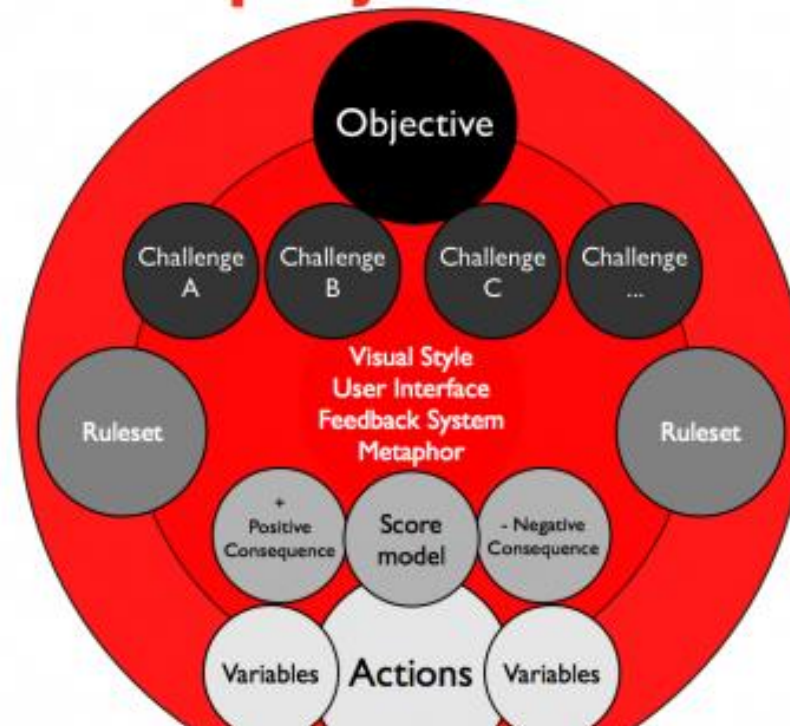 Objective
Challenge
A
Challenge
B
Challenge
C
Challenge
...
Visual Style
User Interface
Feedback System
Metaphor
Ruleset
Ruleset
+
Positive
Consequence
Score
model
- Negative
Consequence
Variables
Actions
Variables